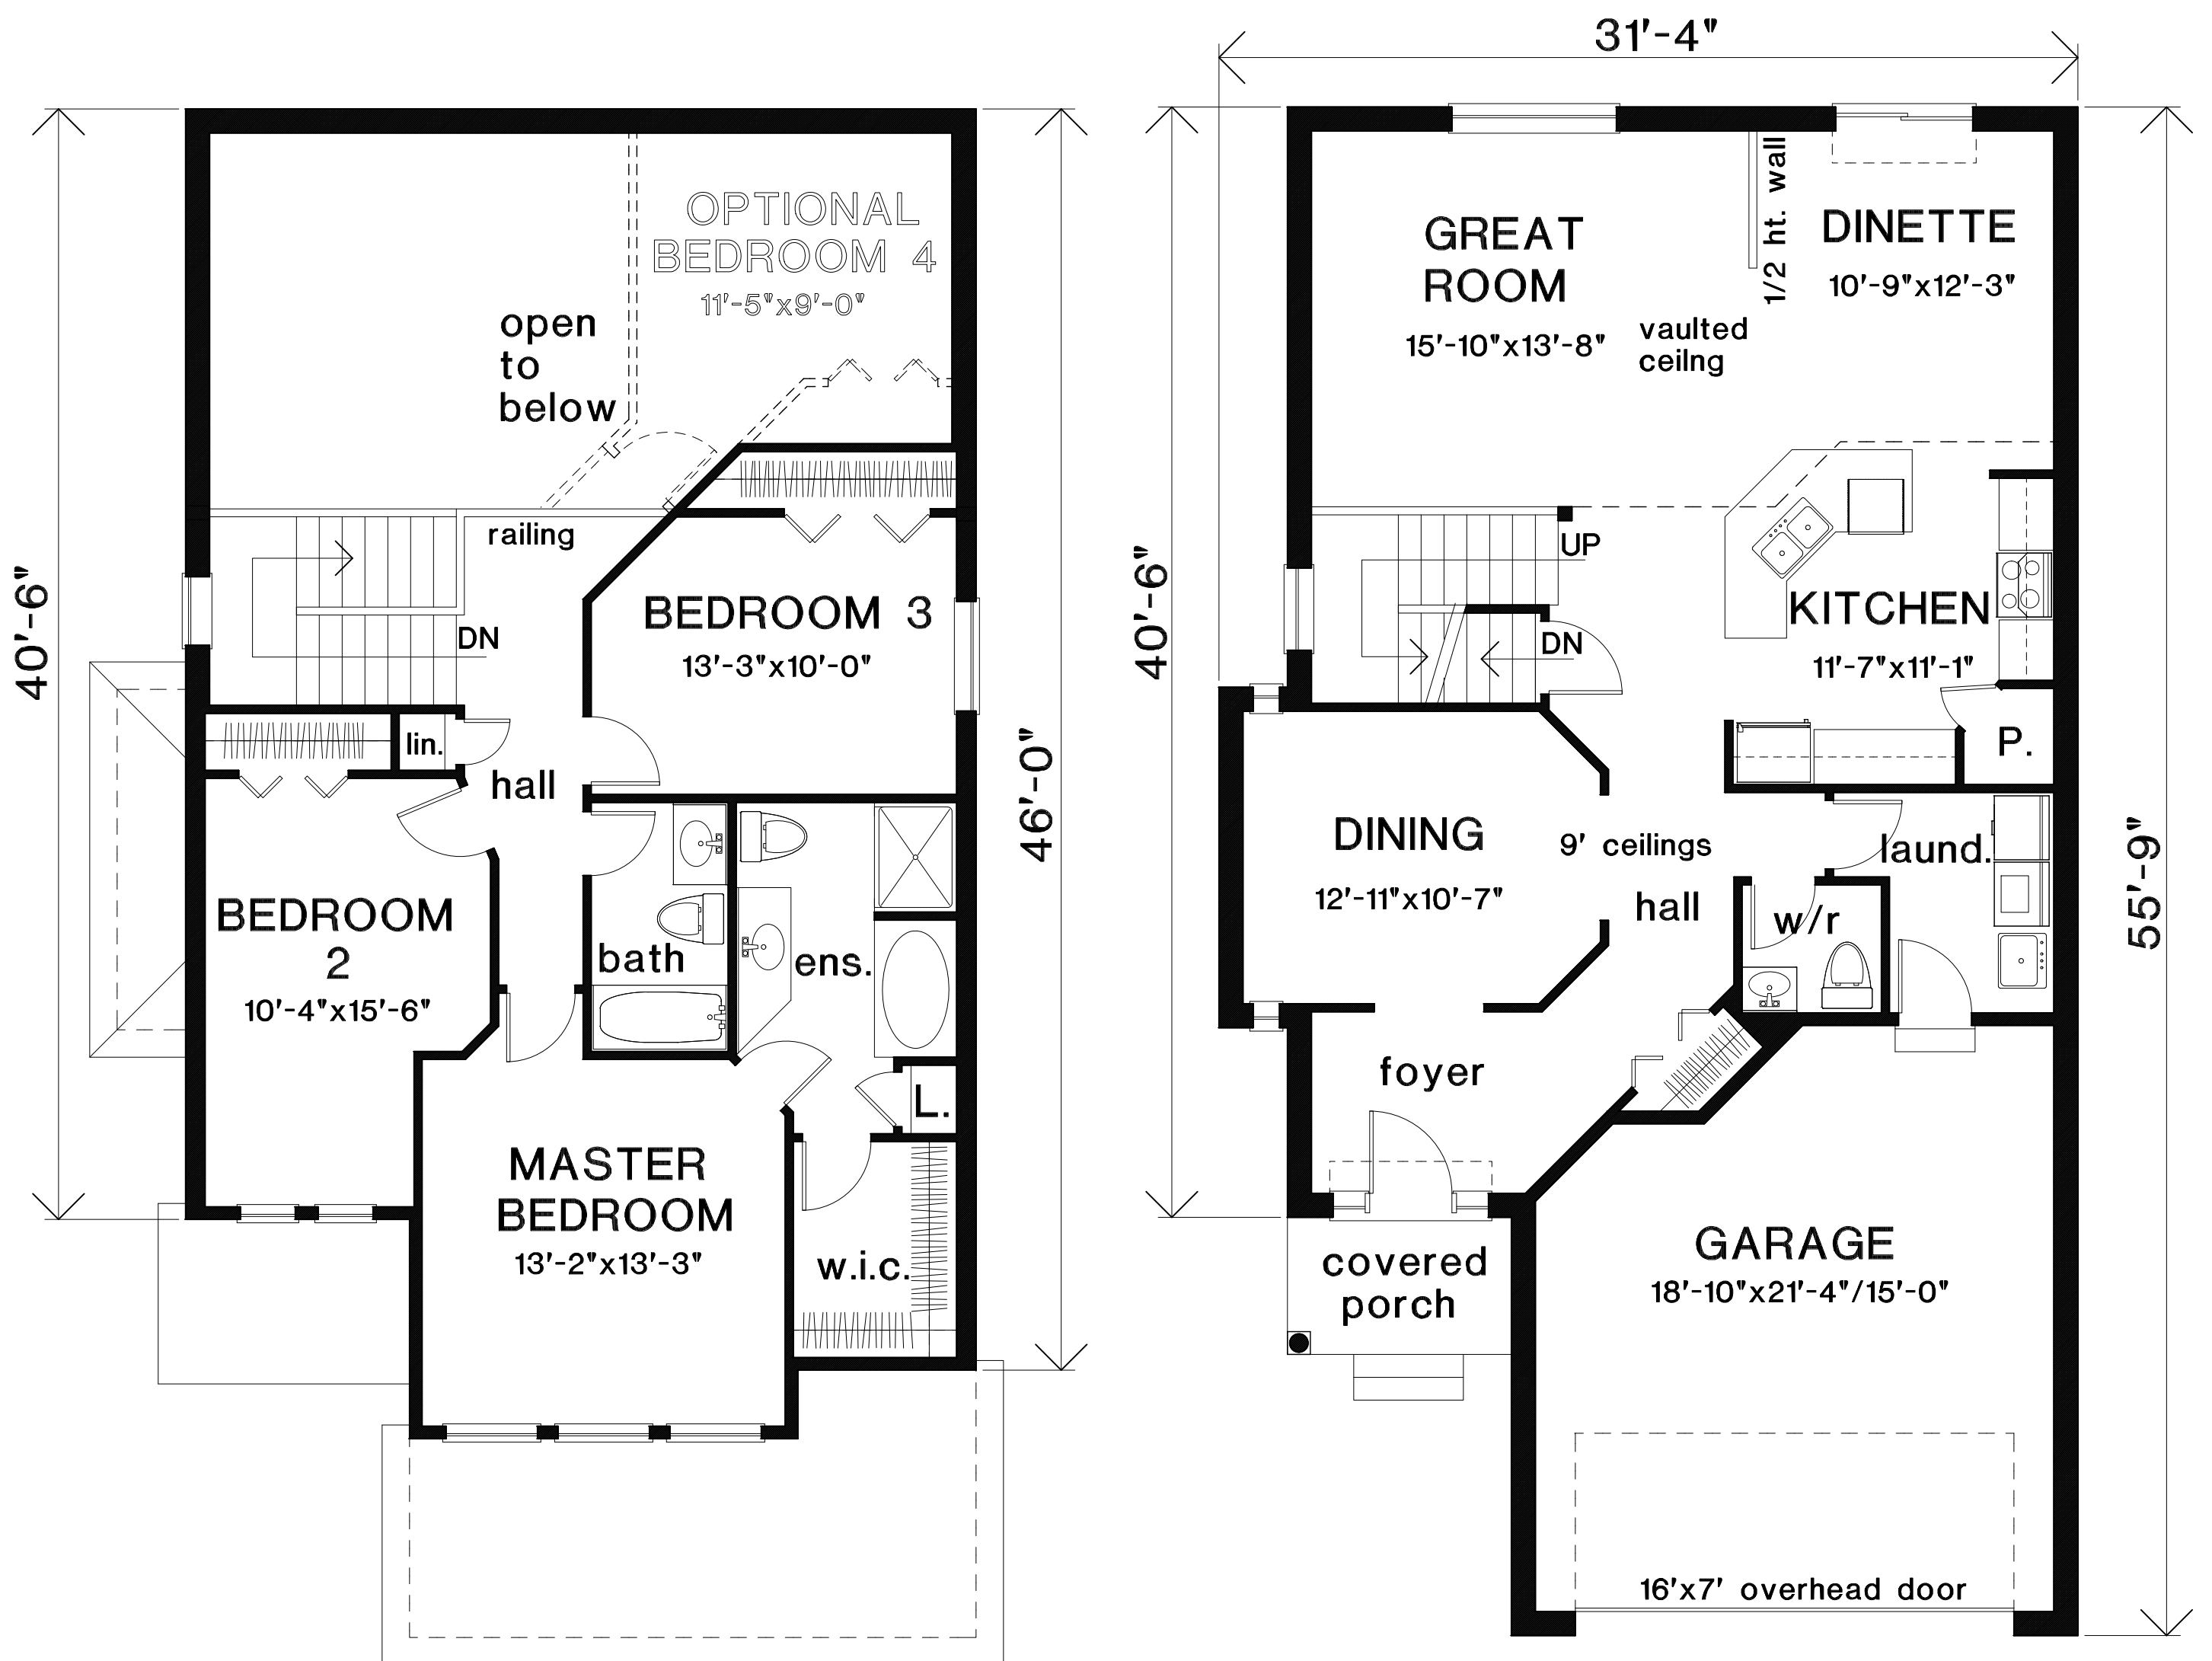 40'-6"
OPTIONAL
BEDROOM 4
11'-5"x9'-0"
open
to
below
railing
DN
BEDROOM 3
13'-3"x10'-0"
lin.
hall
BEDROOM
2
10'-4"x15'-6"
bath
ens.
L.
MASTER
BEDROOM
13'-2"x13'-3"
w.i.c.
46'-0"
31'-4"
40'-6"
GREAT
ROOM
15'-10"x13'-8"
vaulted
ceilng
1/2 ht. wall
DINETTE
10'-9"x12'-3"
UP
DN
KITCHEN
11'-7"x11'-1"
P.
DINING
12'-11"x10'-7"
9' ceilings
hall
laund.
w/r
foyer
covered
porch
GARAGE
18'-10"x21'-4"/15'-0"
16'x7' overhead door
55'-9"